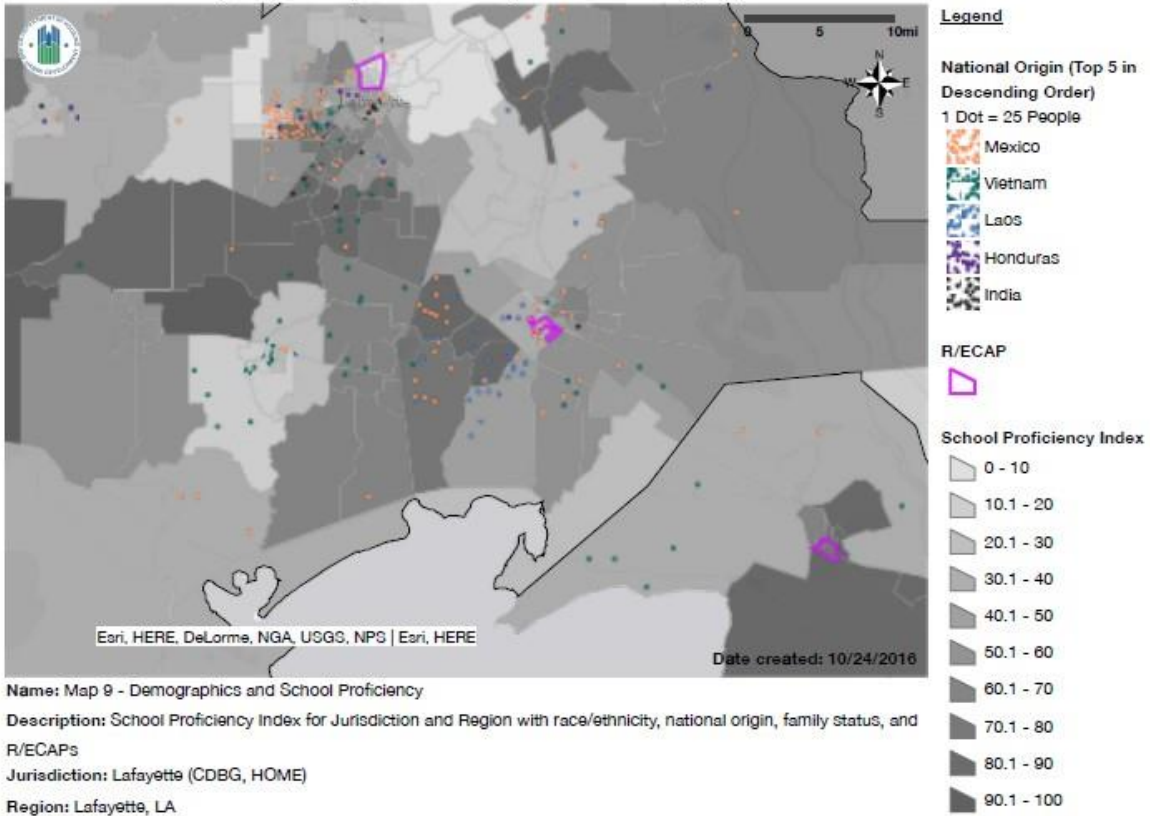 0 5 10mi
N
W E
S
Esri, HERE, DeLorme, NGA, USGS, NPS | Esri, HERE
Date created: 10/24/2016
Name: Map 9 - Demographics and School Proficiency
Description: School Proficiency Index for Jurisdiction and Region with race/ethnicity, national origin, family status, and
R/ECAPs
Jurisdiction: Lafayette (CDBG, HOME)
Region: Lafayette, LA
Legend
National Origin (Top 5 in
Descending Order)
1 Dot = 25 People
Mexico
Vietnam
Laos
Honduras
India
R/ECAP
School Proficiency Index
0 - 10
10.1 - 20
20.1 - 30
30.1 - 40
40.1 - 50
50.1 - 60
60.1 - 70
70.1 - 80
80.1 - 90
90.1 - 100